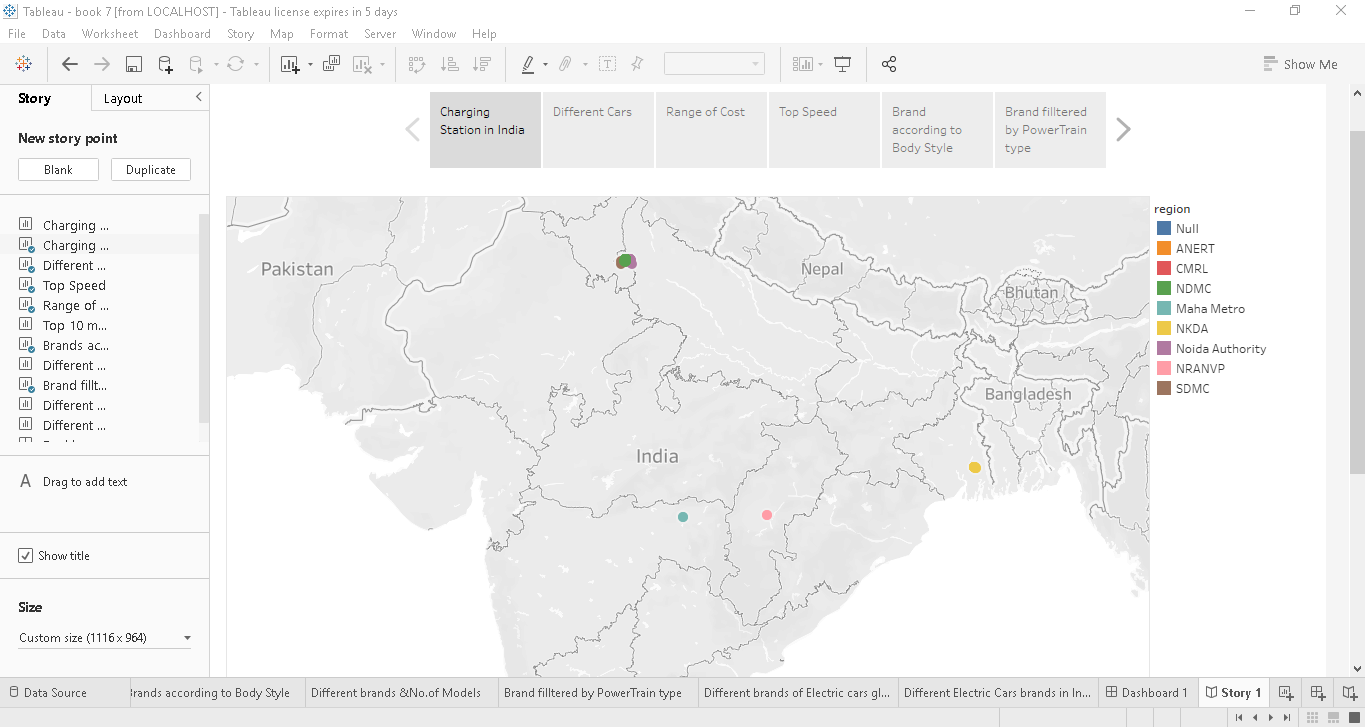 Tableau - book 7 [from LOCALHOST] - Tableau license expires in 5 days
File Data Worksheet Dashboard Story Map Format Server Window Help
Show Me
Story Layout
New story point
Blank Duplicate
Charging ...
Charging ...
Different ...
Top Speed
Range of ...
Top 10 m...
Brands ac...
Different ...
Brand fillt...
Different ...
Different ...
A Drag to add text
Show title
Size
Custom size (1116 x 964)
Charging
Station in India
Different Cars
Range of Cost
Top Speed
Brand
according to
Body Style
Brand filltered
by PowerTrain
type
Pakistan
Nepal
Bhutan
Bangladesh
India
region
Null
ANERT
CMRL
NDMC
Maha Metro
NKDA
Noida Authority
NRANVP
SDMC
Data Source
Brands according to Body Style
Different brands &No.of Models
Brand filltered by PowerTrain type
Different brands of Electric cars gl...
Different Electric Cars brands in In...
Dashboard 1
Story 1